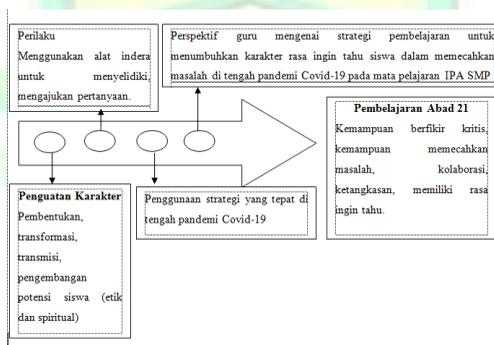 Perilaku
Menggunakan alat indera
untuk menyelidiki,
mengajukan pertanyaan.
Perspektif guru mengenai strategi pembelajaran untuk
menumbuhkan karakter rasa ingin tahu siswa dalam memecahkan
masalah di tengah pandemi Covid-19 pada mata pelajaran IPA SMP
Pembelajaran Abad 21
Kemampuan berfikir kritis,
kemampuan memecahkan
masalah, kolaborasi,
ketangkasan, memiliki rasa
ingin tahu.
Penguatan Karakter
Pembentukan,
transformasi,
transmisi,
pengembangan
potensi siswa (etik
dan spiritual)
Penggunaan strategi yang tepat di
tengah pandemi Covid-19